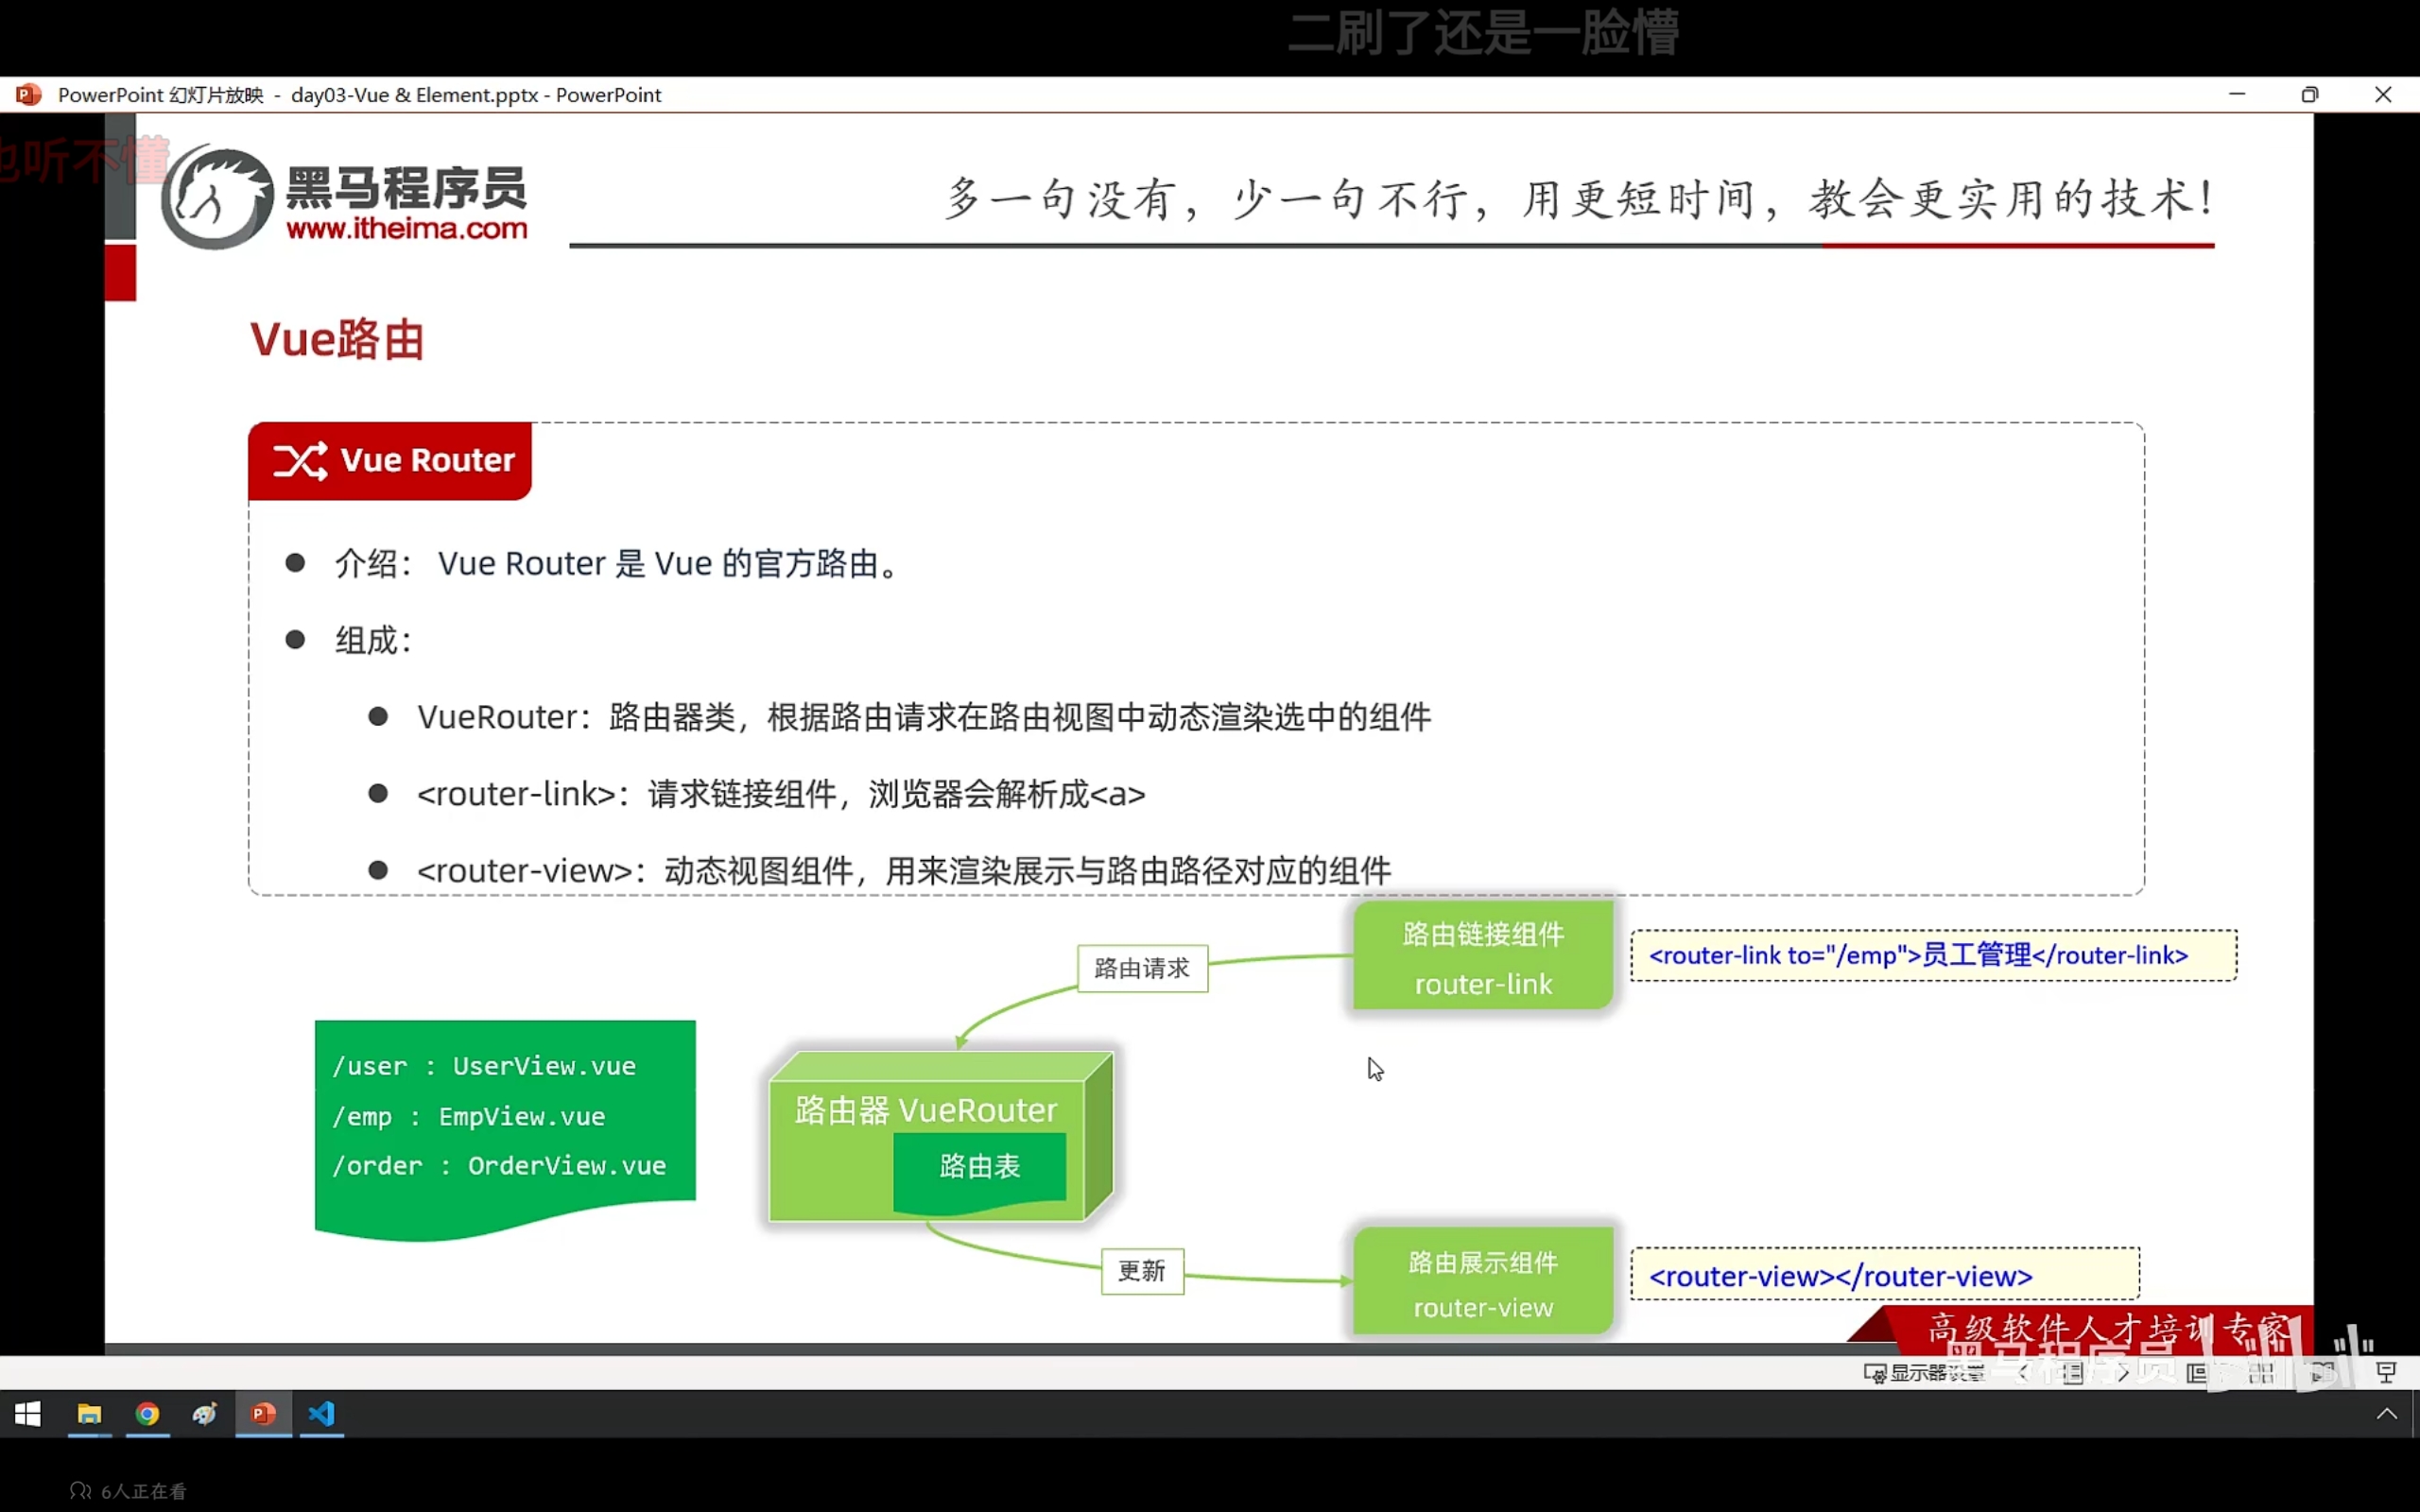 二刷了还是一脸懵
PowerPoint 幻灯片放映 - day03-Vue & Element.pptx - PowerPoint
也听不懂
黑马程序员
www.itheima.com
多一句没有，少一句不行，用更短时间，教会更实用的技术！
Vue路由
Vue Router
介绍： Vue Router 是 Vue 的官方路由。
组成：
VueRouter：路由器类，根据路由请求在路由视图中动态渲染选中的组件
<router-link>：请求链接组件，浏览器会解析成<a>
<router-view>：动态视图组件，用来渲染展示与路由路径对应的组件
路由链接组件
router-link
<router-link to="/emp">员工管理</router-link>
路由请求
/user : UserView.vue
/emp : EmpView.vue
/order : OrderView.vue
路由器 VueRouter
路由表
更新
路由展示组件
router-view
<router-view></router-view>
高级软件人才培训专家
黑马程序员
显示器设置
6人正在看